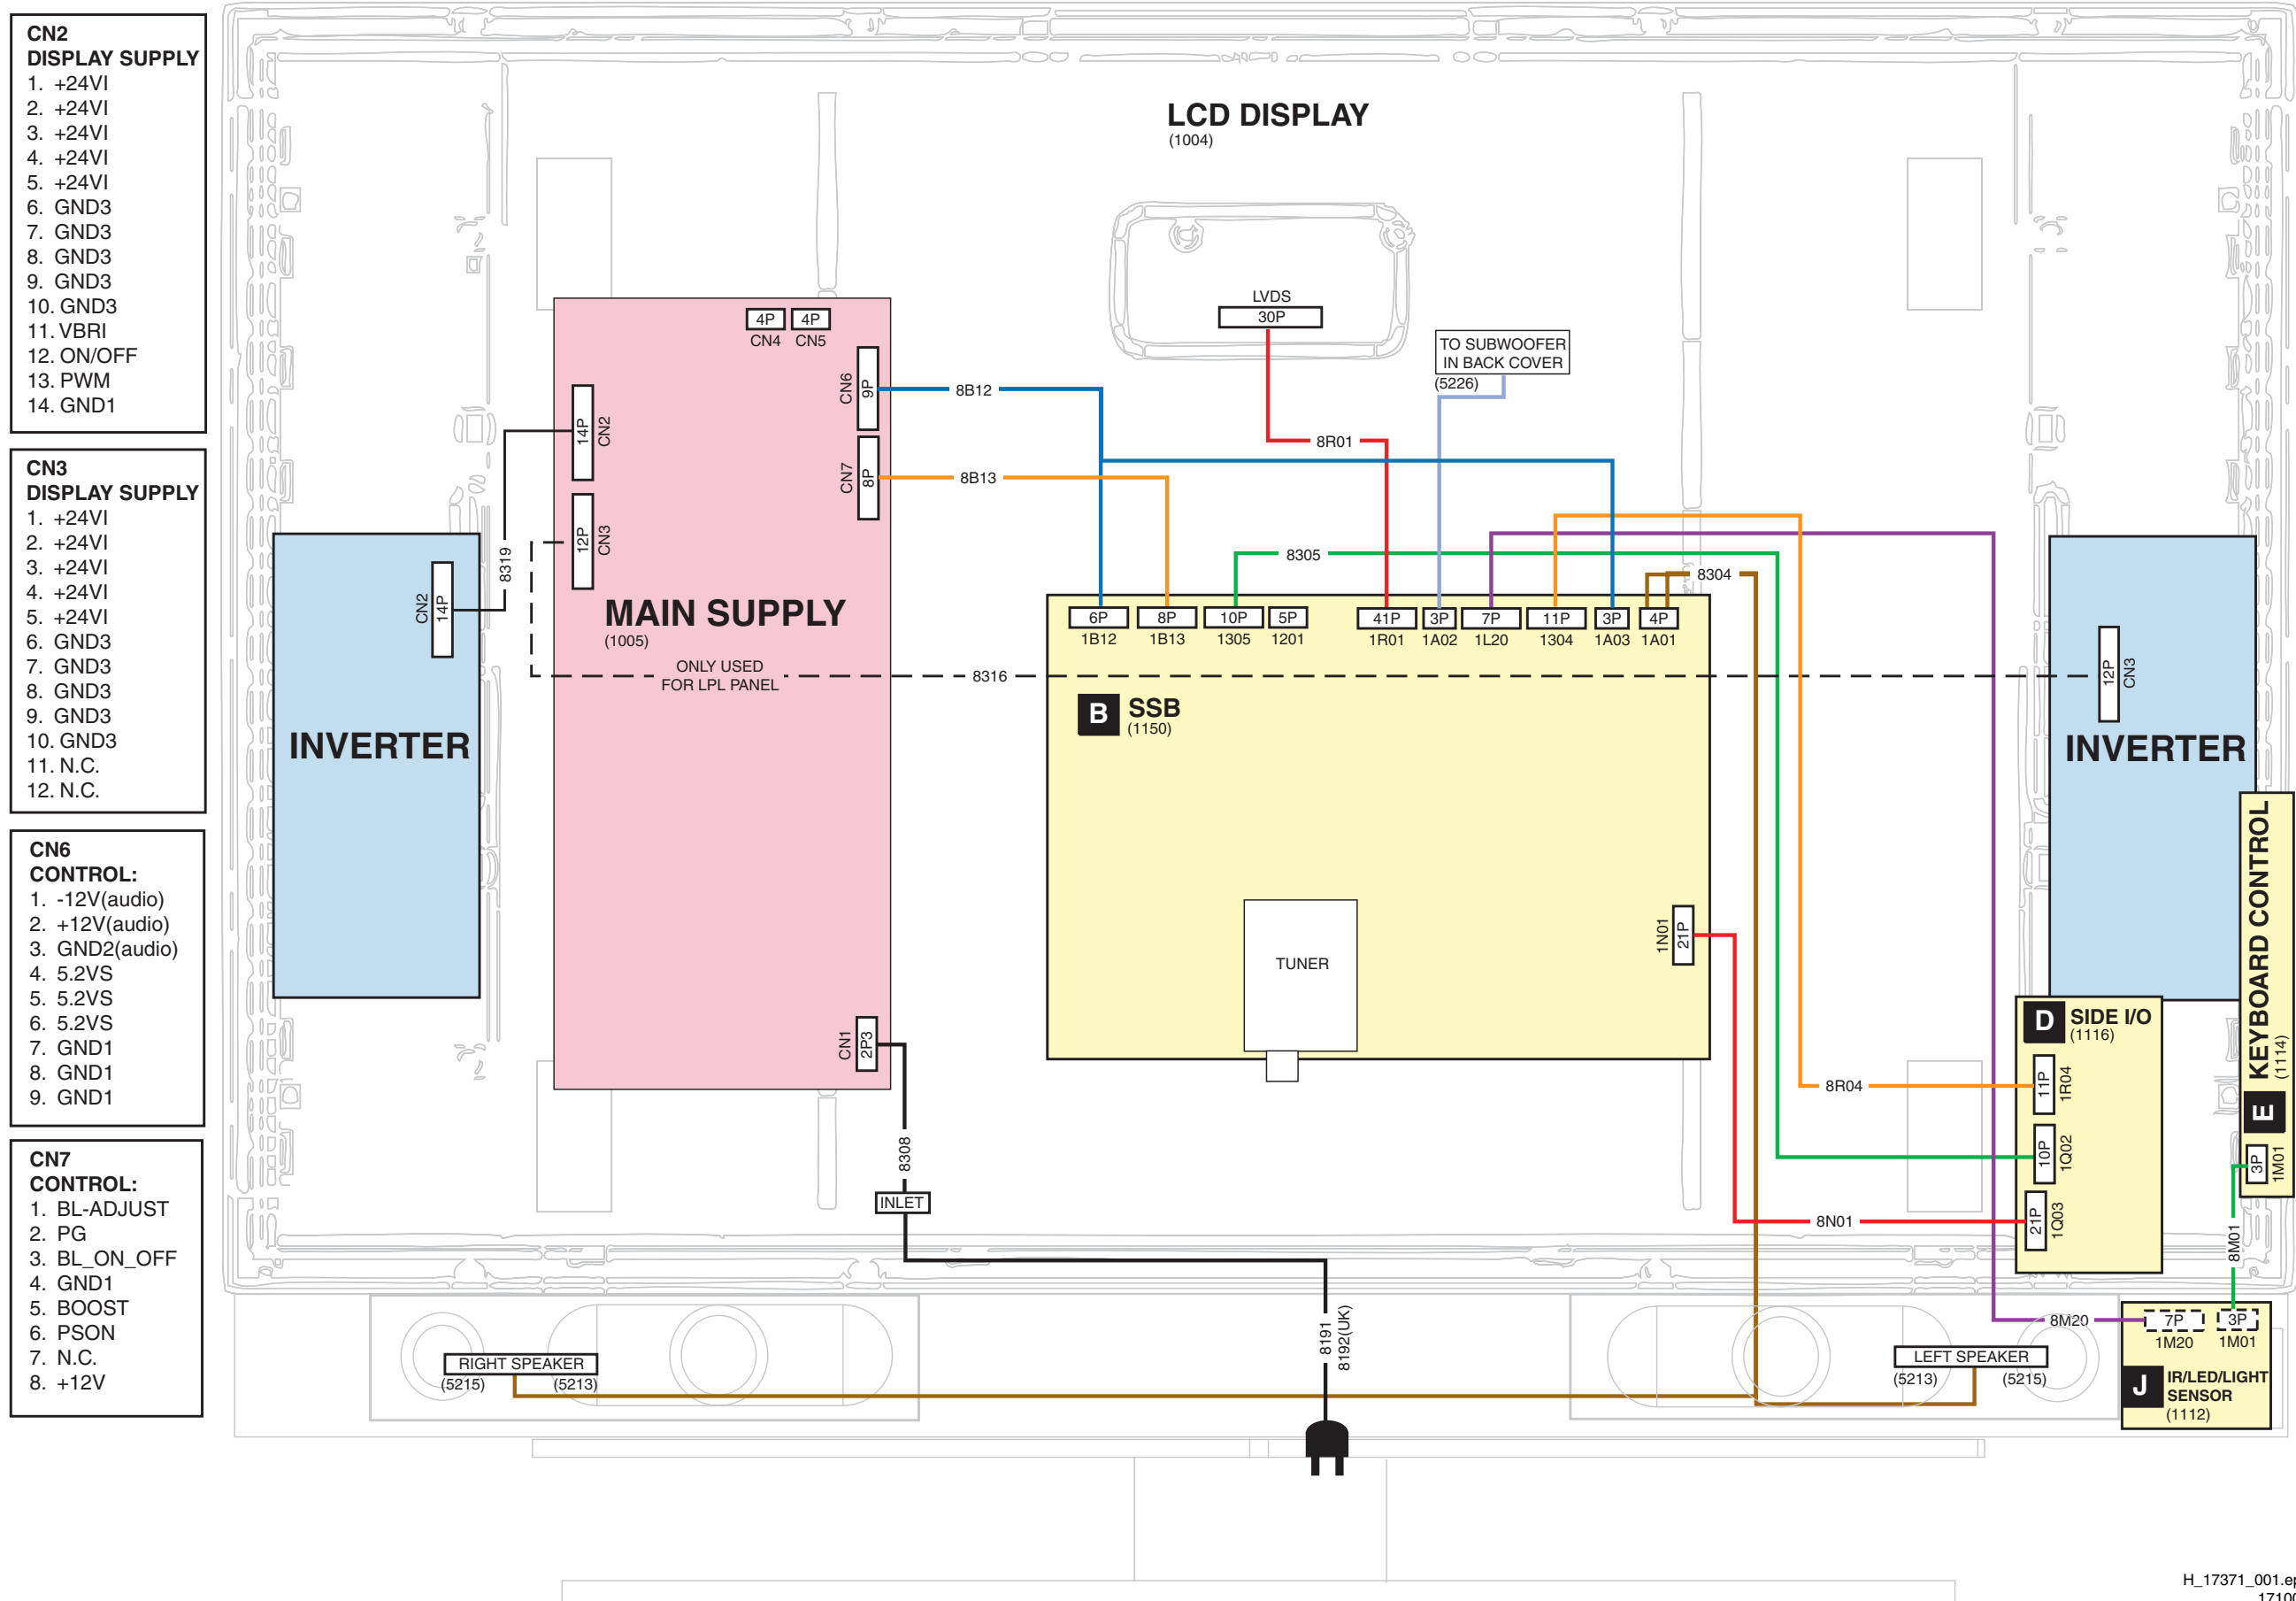 CN2
DISPLAY SUPPLY
1. +24VI
2. +24VI
3. +24VI
4. +24VI
5. +24VI
6. GND3
7. GND3
8. GND3
9. GND3
10. GND3
11. VBRI
12. ON/OFF
13. PWM
14. GND1
CN3
DISPLAY SUPPLY
1. +24VI
2. +24VI
3. +24VI
4. +24VI
5. +24VI
6. GND3
7. GND3
8. GND3
9. GND3
10. GND3
11. N.C.
12. N.C.
CN6
CONTROL:
1. -12V(audio)
2. +12V(audio)
3. GND2(audio)
4. 5.2VS
5. 5.2VS
6. 5.2VS
7. GND1
8. GND1
9. GND1
CN7
CONTROL:
1. BL-ADJUST
2. PG
3. BL_ON_OFF
4. GND1
5. BOOST
6. PSON
7. N.C.
8. +12V
LCD DISPLAY
(1004)
LVDS
30P
TO SUBWOOFER
IN BACK COVER
(5226)
4P
4P
CN4
CN5
CN6
9P
8B12
CN7
8P
8B13
8R01
14P
CN2
12P
CN3
8319
CN2
14P
INVERTER
MAIN SUPPLY
(1005)
ONLY USED
FOR LPL PANEL
8316
8305
8304
6P
8P
10P
5P
41P
3P
7P
11P
3P
4P
1B12
1B13
1305
1201
1R01
1A02
1L20
1304
1A03
1A01
B
SSB
(1150)
TUNER
1N01
21P
12P
CN3
INVERTER
KEYBOARD CONTROL
(1114)
E
3P
1M01
D
SIDE I/O
(1116)
11P
1R04
8R04
10P
1Q02
21P
1Q03
8N01
8M01
CN1
2P3
8308
INLET
8191
8192(UK)
RIGHT SPEAKER
(5215)
(5213)
LEFT SPEAKER
(5213)
(5215)
8M20
7P
3P
1M20
1M01
J
IR/LED/LIGHT
SENSOR
(1112)
H_17371_001.ep
17100